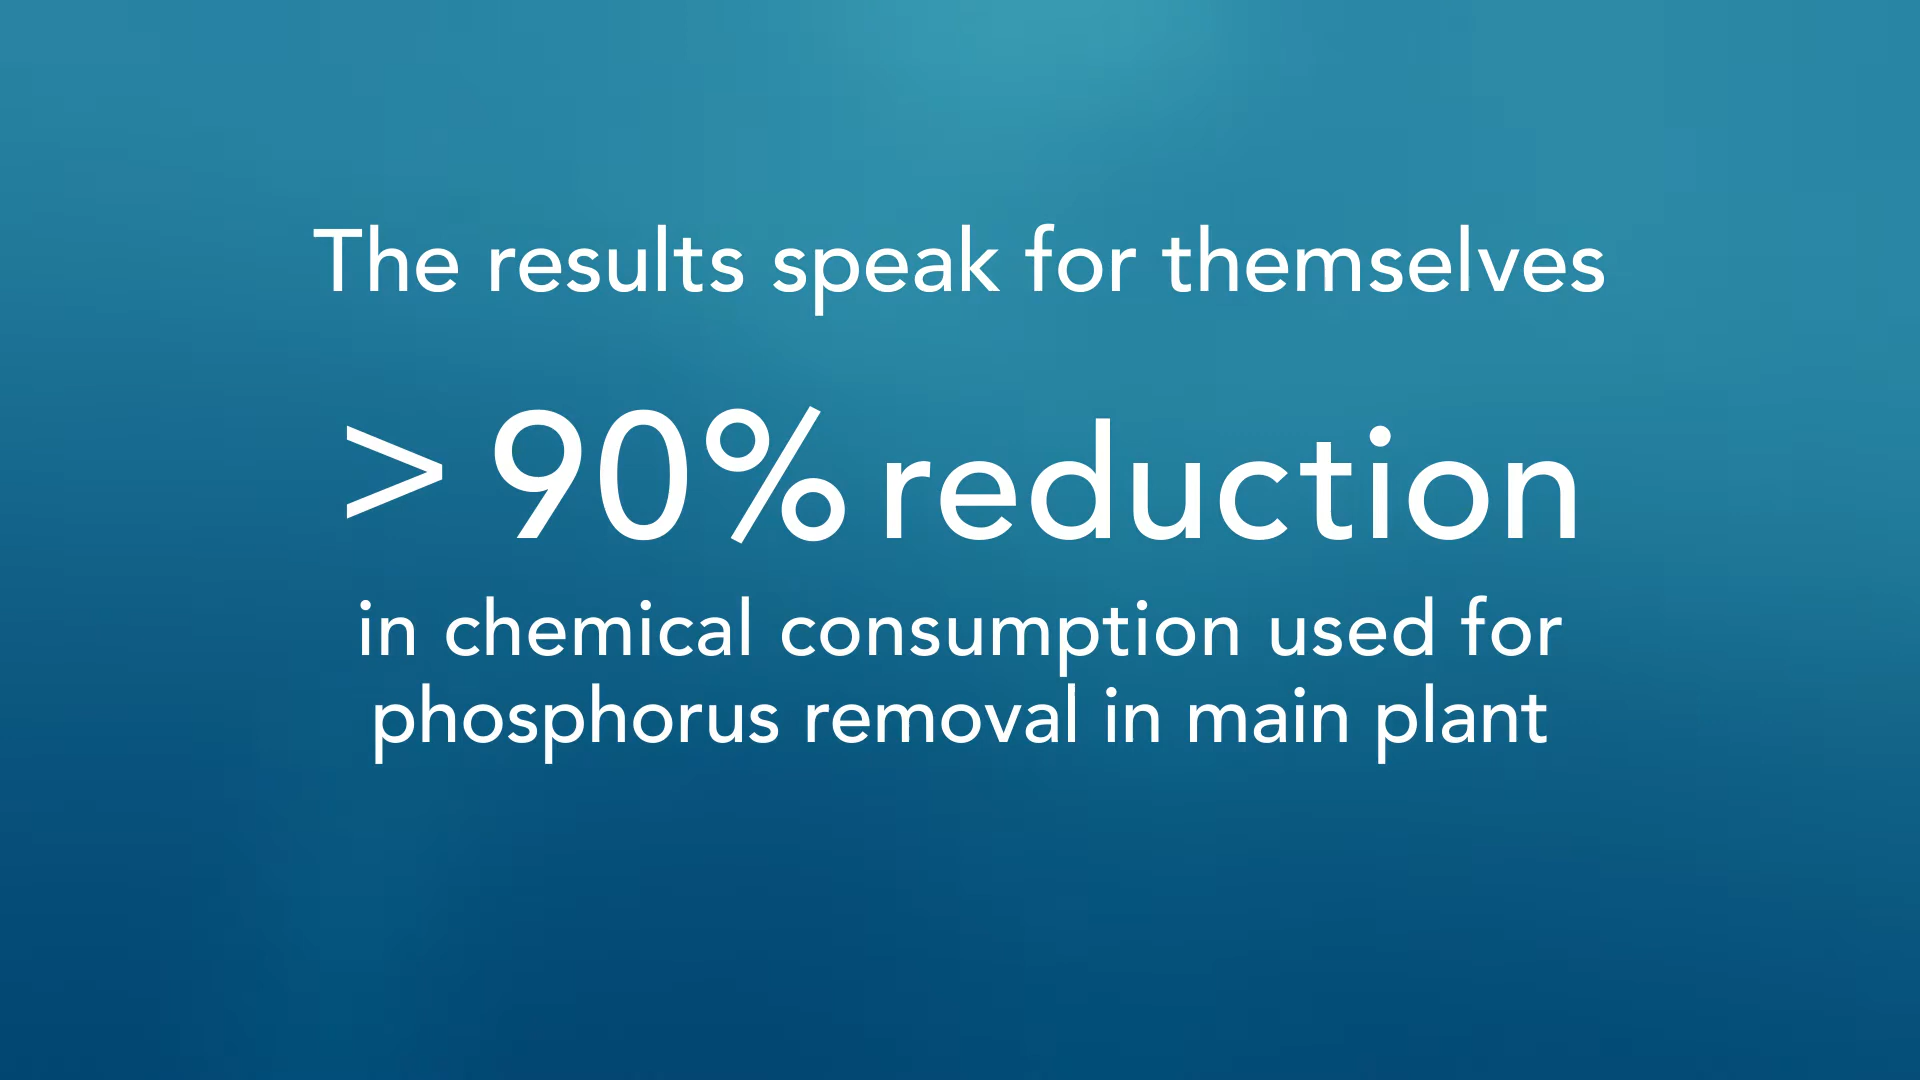 The results speak for themselves
> 90% reduction
in chemical consumption used for
phosphorus removal in main plant